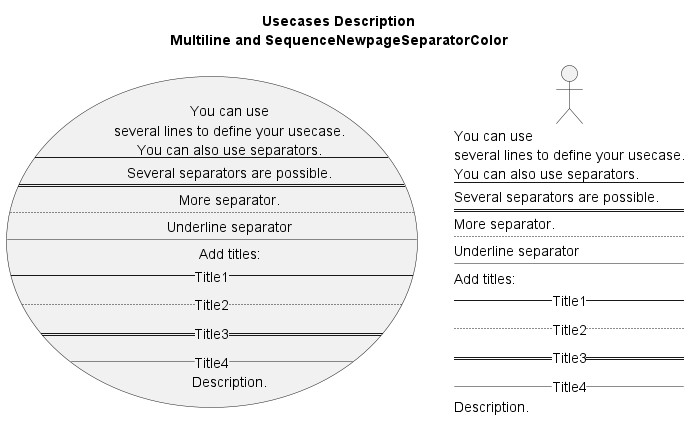 Usecases Description
Multiline and SequenceNewpageSeparatorColor
You can use
several lines to define your usecase.
You can also use separators.
Several separators are possible.
More separator.
Underline separator
Add titles:
Title1
Title2
Title3
Title4
Description.
You can use
several lines to define your usecase.
You can also use separators.
Several separators are possible.
More separator.
Underline separator
Add titles:
Title1
Title2
Title3
Title4
Description.